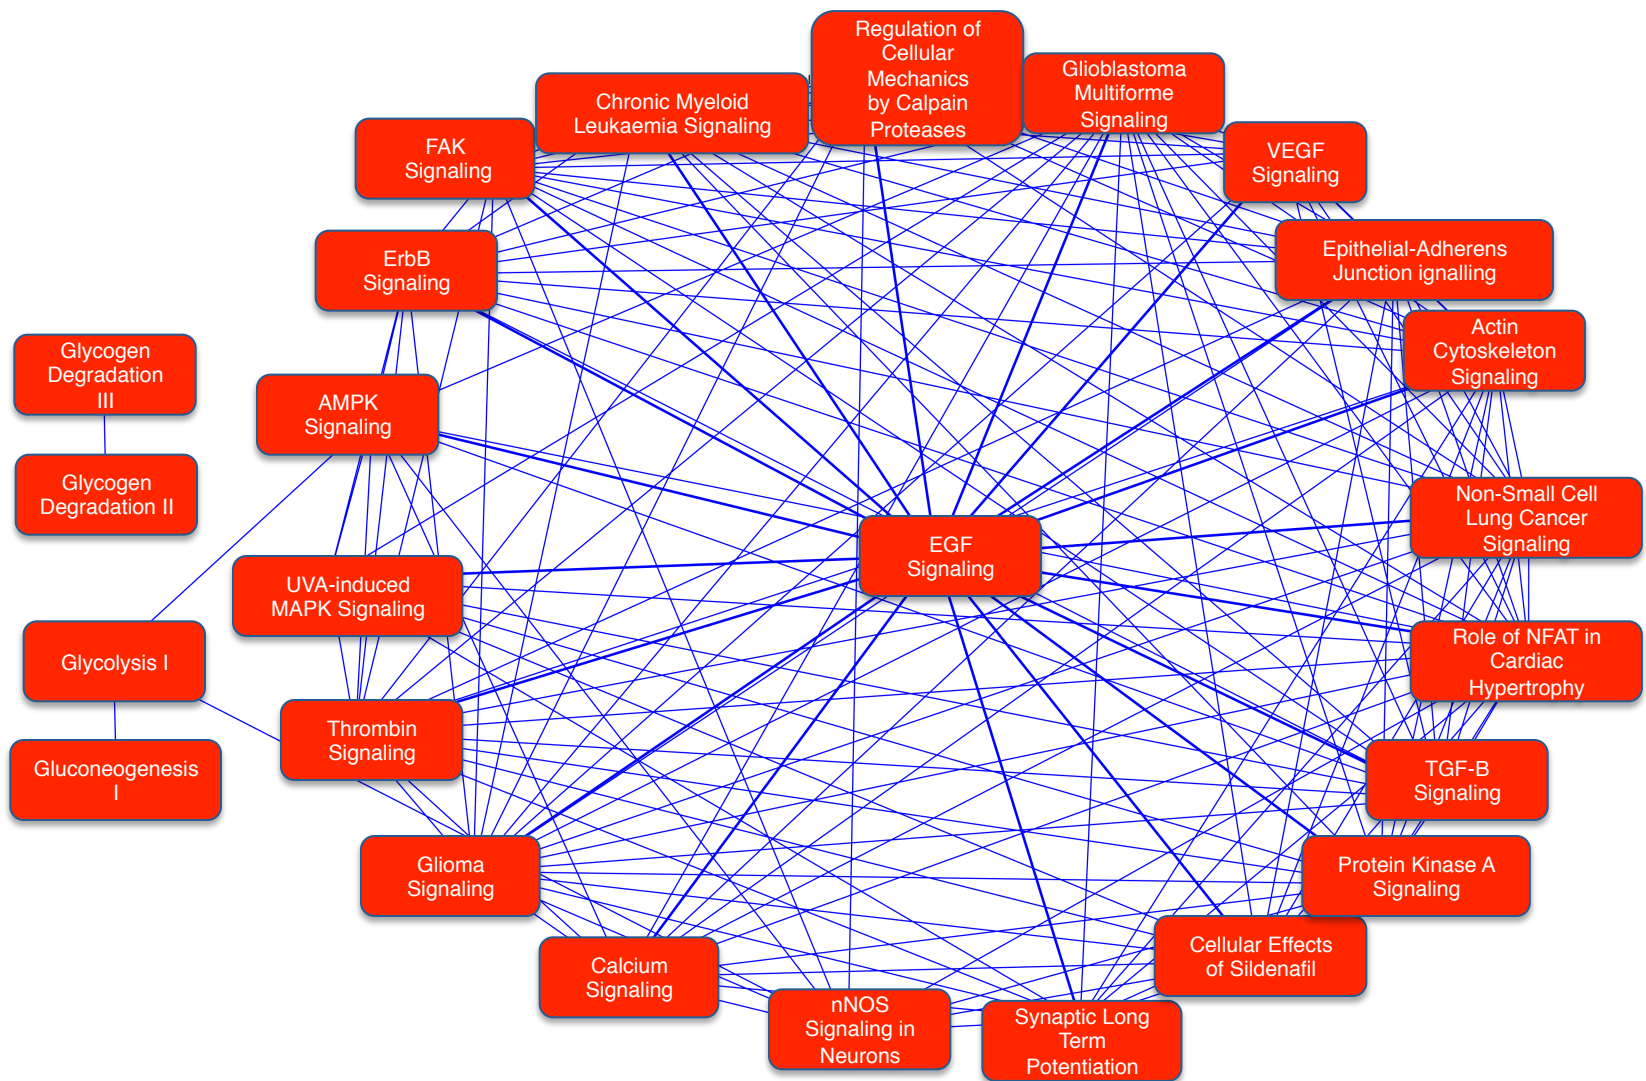 Regulation of
Cellular
Mechanics
by Calpain
Proteases
Glioblastoma
Multiforme
Signaling
Chronic Myeloid
Leukaemia Signaling
FAK
Signaling
VEGF
Signaling
ErbB
Signaling
Epithelial-Adherens
Junction ignalling
Actin
Cytoskeleton
Signaling
Glycogen
Degradation
III
AMPK
Signaling
Glycogen
Degradation II
Non-Small Cell
Lung Cancer
Signaling
EGF
Signaling
UVA-induced
MAPK Signaling
Glycolysis I
Role of NFAT in
Cardiac
Hypertrophy
Thrombin
Signaling
Gluconeogenesis
I
TGF-B
Signaling
Glioma
Signaling
Protein Kinase A
Signaling
Calcium
Signaling
Cellular Effects
of Sildenafil
nNOS
Signaling in
Neurons
Synaptic Long
Term
Potentiation